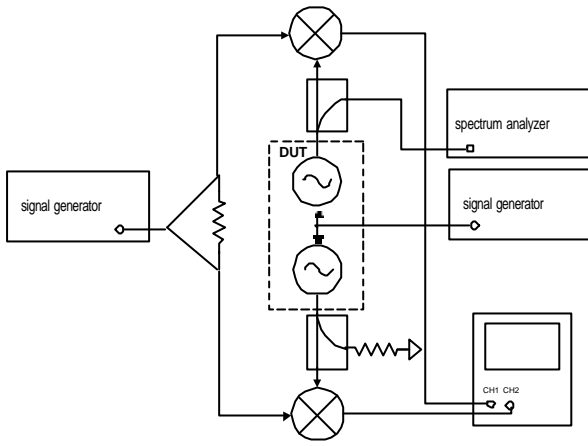 spectrum analyzer
DUT
signal generator
signal generator
CH1 CH2